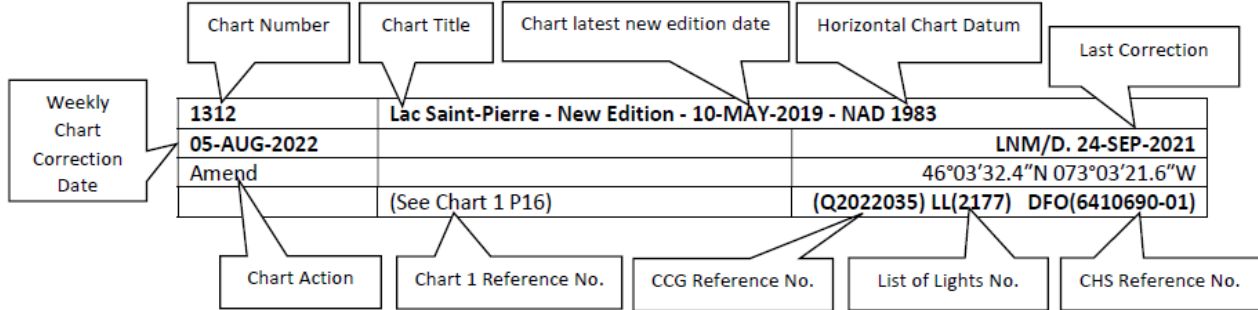 Chart Number
Chart Title
Chart latest new edition date
Horizontal Chart Datum
Last Correction
Weekly
Chart
Correction
Date
1312 Lac Saint-Pierre - New Edition - 10-MAY-2019 - NAD 1983
05-AUG-2022 LNM/D. 24-SEP-2021
Amend 46°03′32.4″N 073°03′21.6″W
(See Chart 1 P16) (Q2022035) LL(2177) DFO(6410690-01)
Chart Action
Chart 1 Reference No.
CCG Reference No.
List of Lights No.
CHS Reference No.